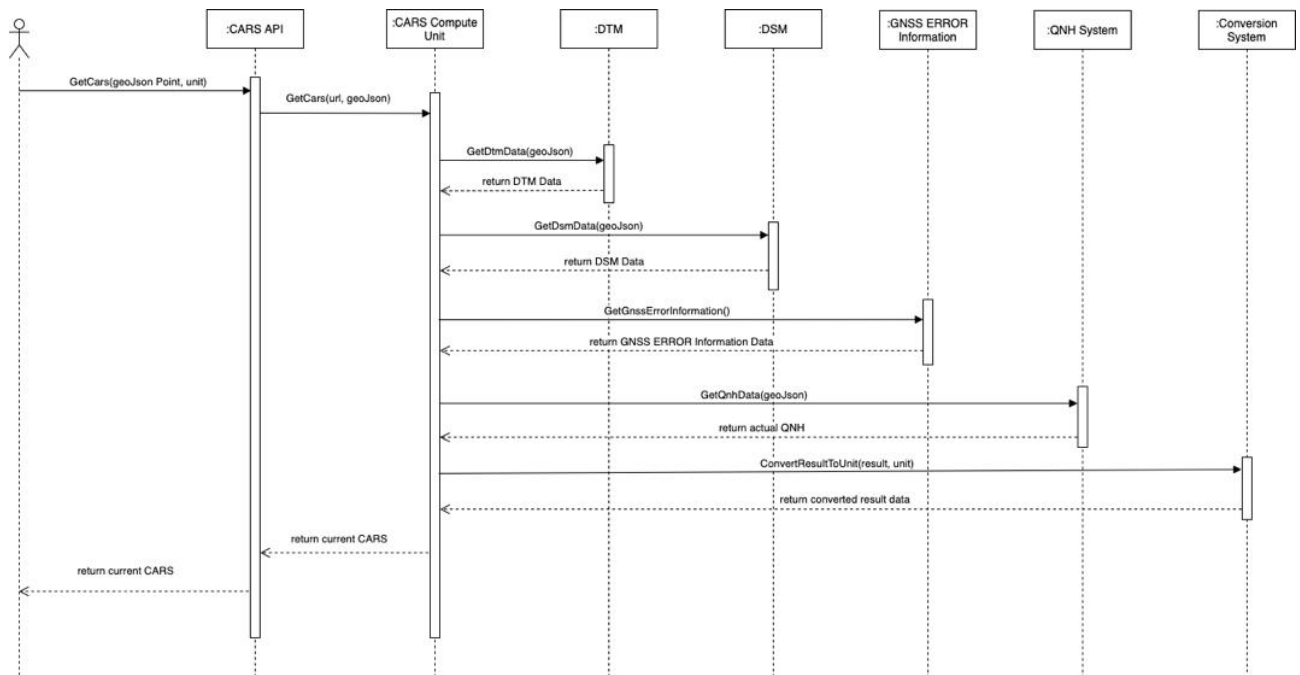 :CARS API
:CARS Compute
Unit
:DTM
:DSM
:GNSS ERROR
Information
:QNH System
:Conversion
System
GetCars(geoJson Point, unit)
GetCars(url, geoJson)
GetDtmData(geoJson)
return DTM Data
GetDsmData(geoJson)
return DSM Data
GetGnssErrorInformation()
return GNSS ERROR Information Data
GetQnhData(geoJson)
return actual QNH
ConvertResultToUnit(result, unit)
return converted result data
return current CARS
return current CARS